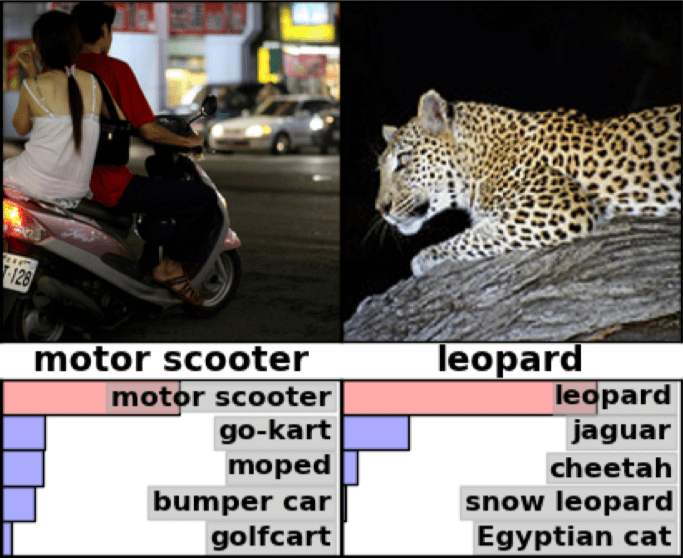 T-128
motor scooter
leopard
motor scooter
go-kart
moped
bumper car
golfcart
leopard
jaguar
cheetah
snow leopard
Egyptian cat